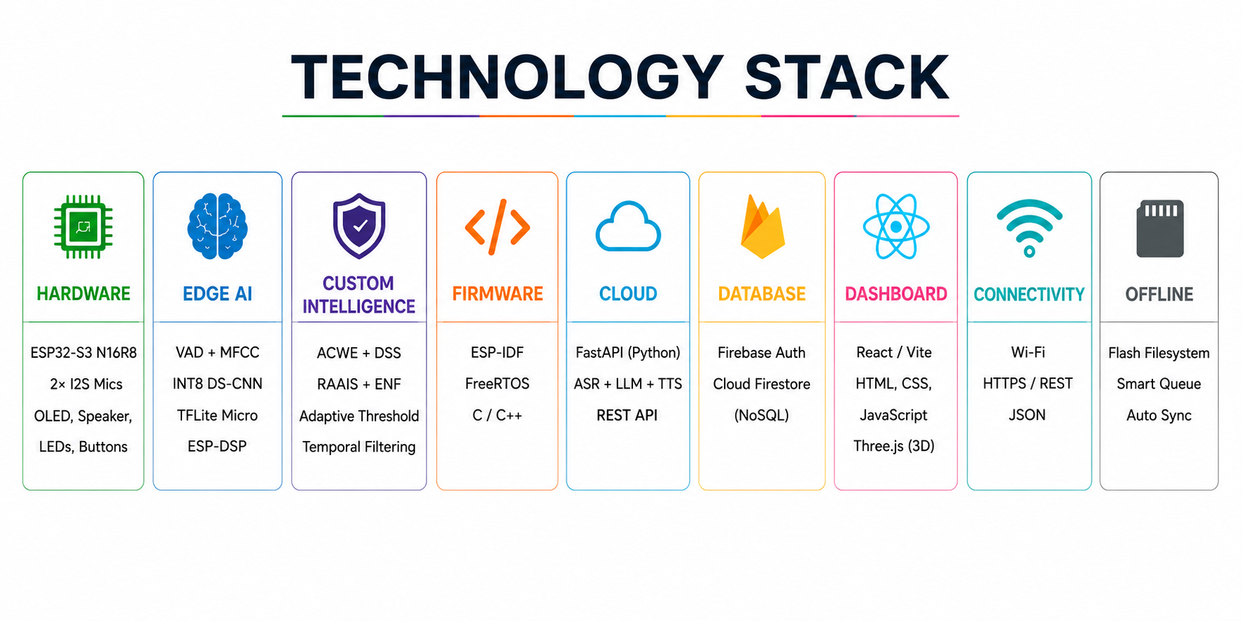 TECHNOLOGY STACK
HARDWARE
ESP32-S3 N16R8
2× I2S Mics
OLED, Speaker,
LEDs, Buttons
EDGE AI
VAD + MFCC
INT8 DS-CNN
TFLite Micro
ESP-DSP
CUSTOM
INTELLIGENCE
ACWE + DSS
RAAIS + ENF
Adaptive Threshold
Temporal Filtering
FIRMWARE
ESP-IDF
FreeRTOS
C / C++
CLOUD
FastAPI (Python)
ASR + LLM + TTS
REST API
DATABASE
Firebase Auth
Cloud Firestore
(NoSQL)
DASHBOARD
React / Vite
HTML, CSS,
JavaScript
Three.js (3D)
CONNECTIVITY
Wi-Fi
HTTPS / REST
JSON
OFFLINE
Flash Filesystem
Smart Queue
Auto Sync